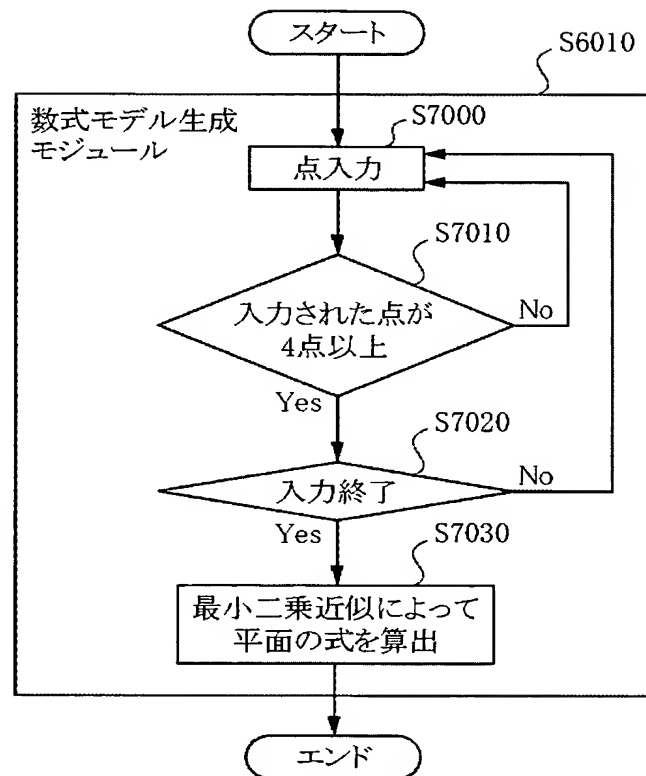 スタート
S6010
数式モデル生成
モジュール
S7000
点入力
S7010
入力された点が
4点以上
No
Yes
S7020
入力終了
No
Yes
S7030
最小二乗近似によって
平面の式を算出
エンド